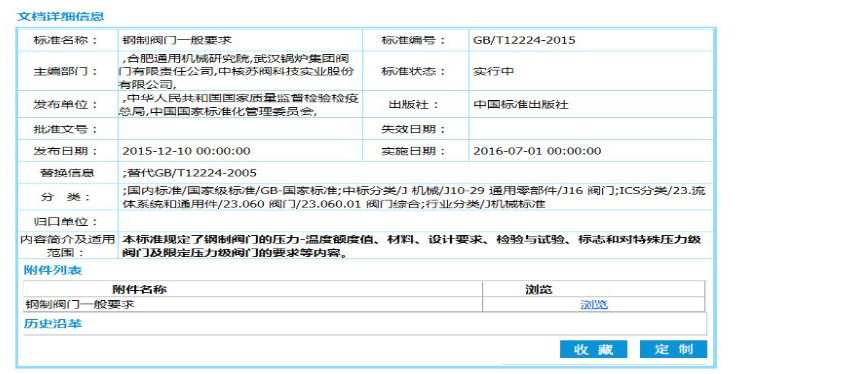 文档详细信息
标准名称： 钢制阀门一般要求 标准编号： GB/T12224-2015
主编部门： ,合肥通用机械研究院,武汉锅炉集团阀
门有限责任公司,中核苏阀科技实业股份
有限公司, 标准状态： 实行中
发布单位： ,中华人民共和国国家质量监督检验检疫
总局,中国国家标准化管理委员会, 出版社： 中国标准出版社
批准文号： 失效日期：
发布日期： 2015-12-10 00:00:00 实施日期： 2016-07-01 00:00:00
替换信息 ;替代GB/T12224-2005
分 类： ;国内标准/国家级标准/GB-国家标准;中标分类/J 机械/J10-29 通用零部件/J16 阀门;ICS分类/23.流
体系统和通用件/23.060 阀门/23.060.01 阀门综合;行业分类/J机械标准
归口单位：
内容简介及适用
范围： 本标准规定了钢制阀门的压力-温度额度值、材料、设计要求、检验与试验、标志和对特殊压力级
阀门及限定压力级阀门的要求等内容。
附件列表
附件名称 浏览
钢制阀门一般要求 浏览
历史沿革
收 藏 定 制